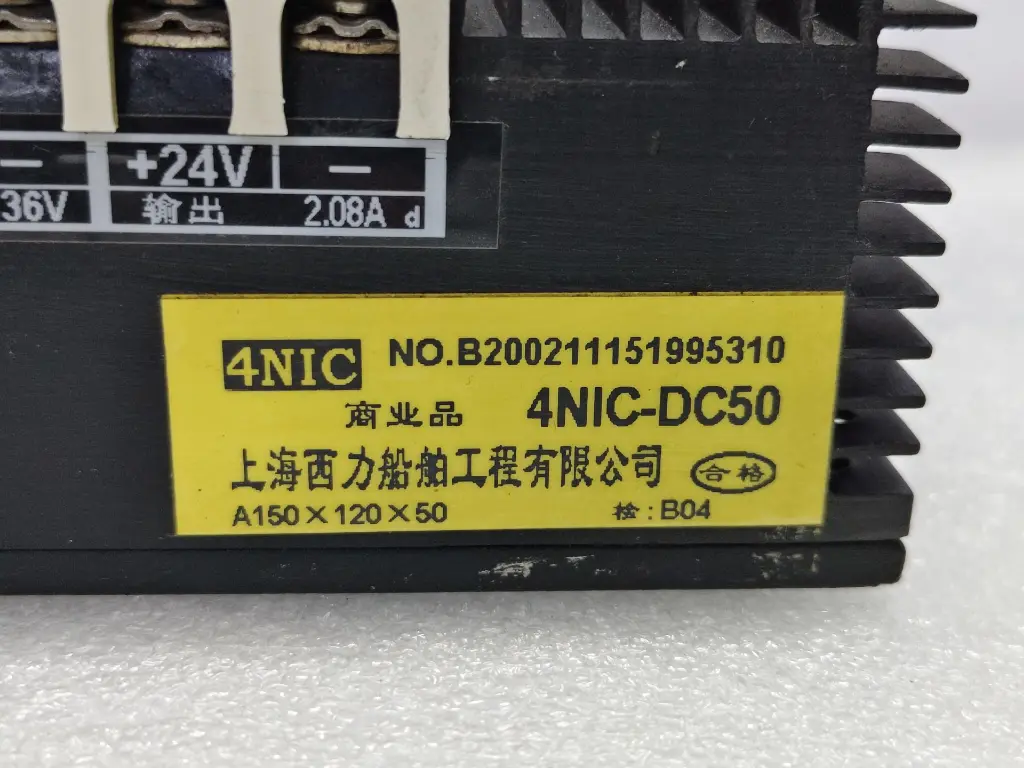 − +24V −
36V 输出 2.08A d
4NIC NO.B200211151995310
商业品 4NIC-DC50
上海西力船舶工程有限公司 合格
A150×120×50 检:B04